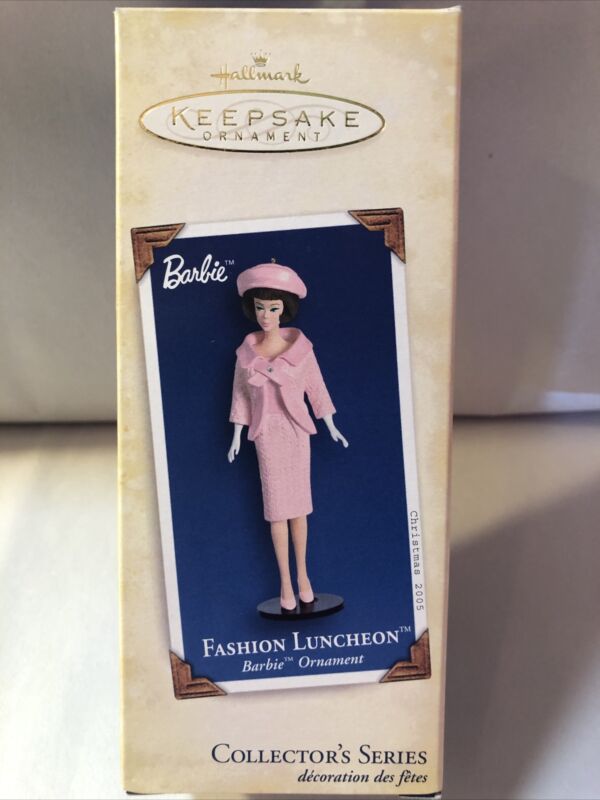 Hallmark
KEEPSAKE
ORNAMENT
Barbie™
Christmas 2005
FASHION LUNCHEON™
Barbie™ Ornament
COLLECTOR'S SERIES
décoration des fêtes